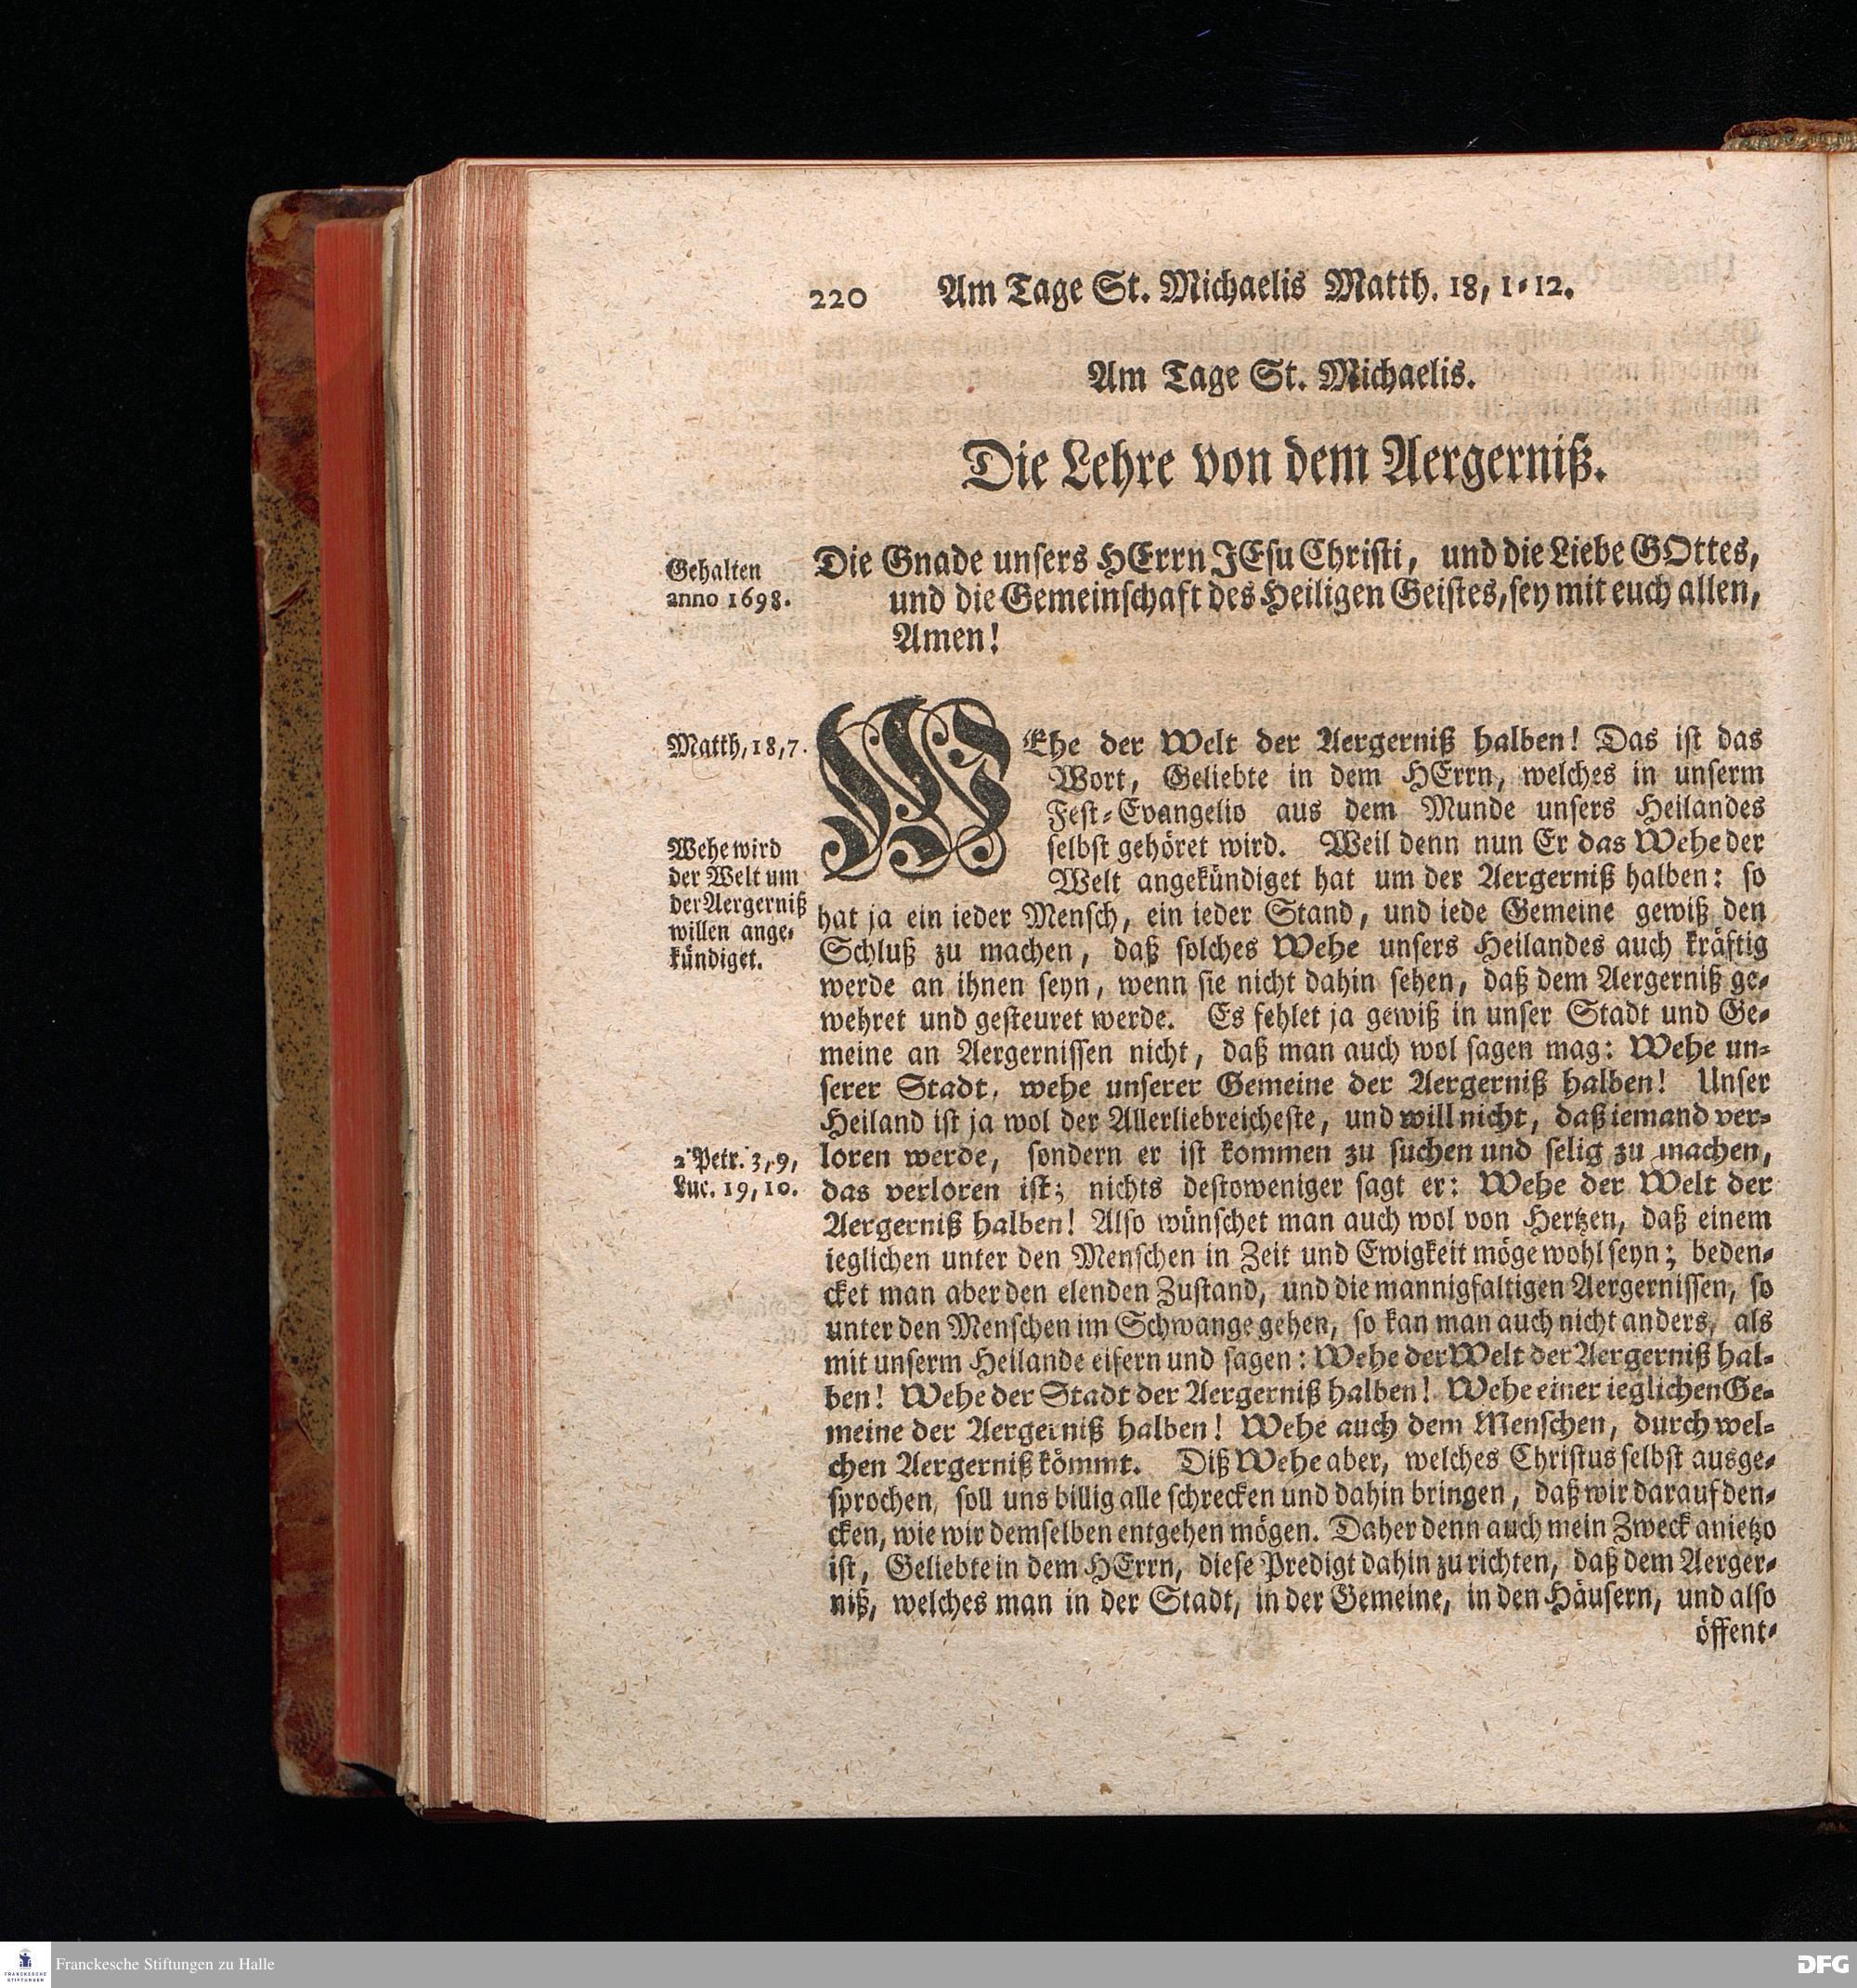 220 Am Tage St. Michaelis Matth. 18, 1-12.
Am Tage St. Michaelis.
Die Lehre von dem Aergerniß.
Gehalten
anno 1698.
Die Gnade unsers HErrn JEsu Christi, und die Liebe GOttes,
und die Gemeinschaft des Heiligen Geistes, sey mit euch allen,
Amen!
Matth, 18, 7.
WEhe der Welt der Aergerniß halben! Das ist das
Wort, Geliebte in dem HErrn, welches in unserm
Fest-Evangelio aus dem Munde unsers Heilandes
selbst gehöret wird. Weil denn nun Er das Wehe der
Welt angekündiget hat um der Aergerniß halben: so
Wehe wird
der Welt um
der Aergerniß
willen ange-
kündiget.
hat ja ein ieder Mensch, ein ieder Stand, und iede Gemeine gewiß den
Schluß zu machen, daß solches Wehe unsers Heilandes auch kräftig
werde an ihnen seyn, wenn sie nicht dahin sehen, daß dem Aergerniß ge-
wehret und gesteuret werde. Es fehlet ja gewiß in unser Stadt und Ge-
meine an Aergernissen nicht, daß man auch wol sagen mag: Wehe un-
serer Stadt, wehe unserer Gemeine der Aergerniß halben! Unser
Heiland ist ja wol der Allerliebreicheste, und will nicht, daß iemand ver-
2 Petr. 3, 9,
Luc. 19, 10.
loren werde, sondern er ist kommen zu suchen und selig zu machen,
das verloren ist; nichts destoweniger sagt er: Wehe der Welt der
Aergerniß halben! Also wünschet man auch wol von Hertzen, daß einem
ieglichen unter den Menschen in Zeit und Ewigkeit möge wohl seyn; beden-
cket man aber den elenden Zustand, und die mannigfaltigen Aergernissen, so
unter den Menschen im Schwange gehen, so kan man auch nicht anders, als
mit unserm Heilande eifern und sagen: Wehe der Welt der Aergerniß hal-
ben! Wehe der Stadt der Aergerniß halben! Wehe einer ieglichen Ge-
meine der Aergerniß halben! Wehe auch dem Menschen, durch wel-
chen Aergerniß kömmt. Diß Wehe aber, welches Christus selbst ausge-
sprochen, soll uns billig alle schrecken und dahin bringen, daß wir darauf den-
cken, wie wir demselben entgehen mögen. Daher denn auch mein Zweck anietzo
ist, Geliebte in dem HErrn, diese Predigt dahin zu richten, daß dem Aerger-
niß, welches man in der Stadt, in der Gemeine, in den Häusern, und also
öffent-
FRANCKESCHE
STIFTUNGEN
Franckesche Stiftungen zu Halle
DFG